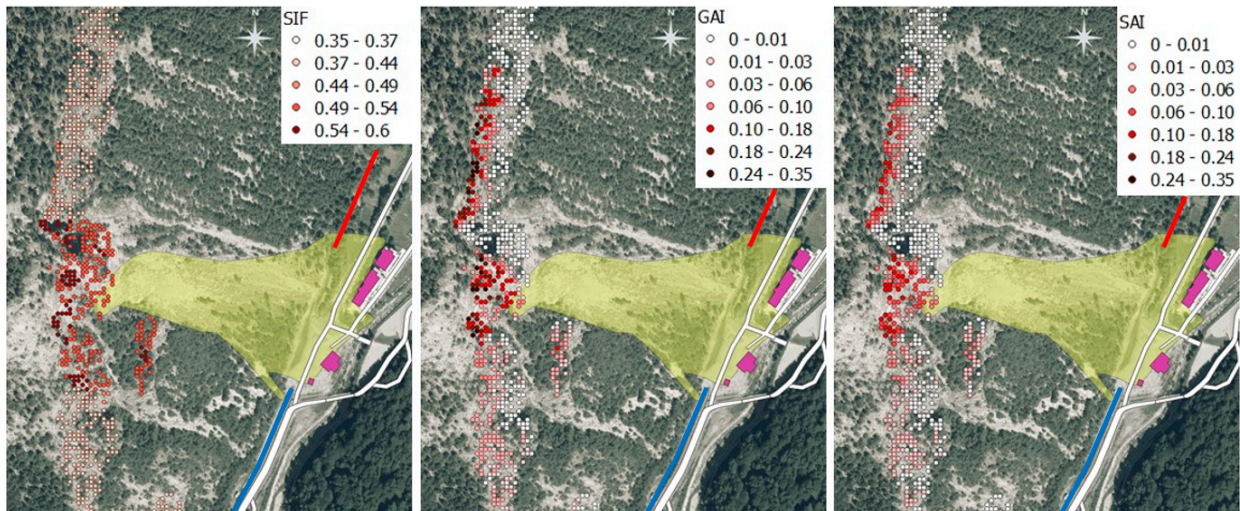 SIF
0.35 - 0.37
0.37 - 0.44
0.44 - 0.49
0.49 - 0.54
0.54 - 0.6
N
GAI
0 - 0.01
0.01 - 0.03
0.03 - 0.06
0.06 - 0.10
0.10 - 0.18
0.18 - 0.24
0.24 - 0.35
N
SAI
0 - 0.01
0.01 - 0.03
0.03 - 0.06
0.06 - 0.10
0.10 - 0.18
0.18 - 0.24
0.24 - 0.35
N